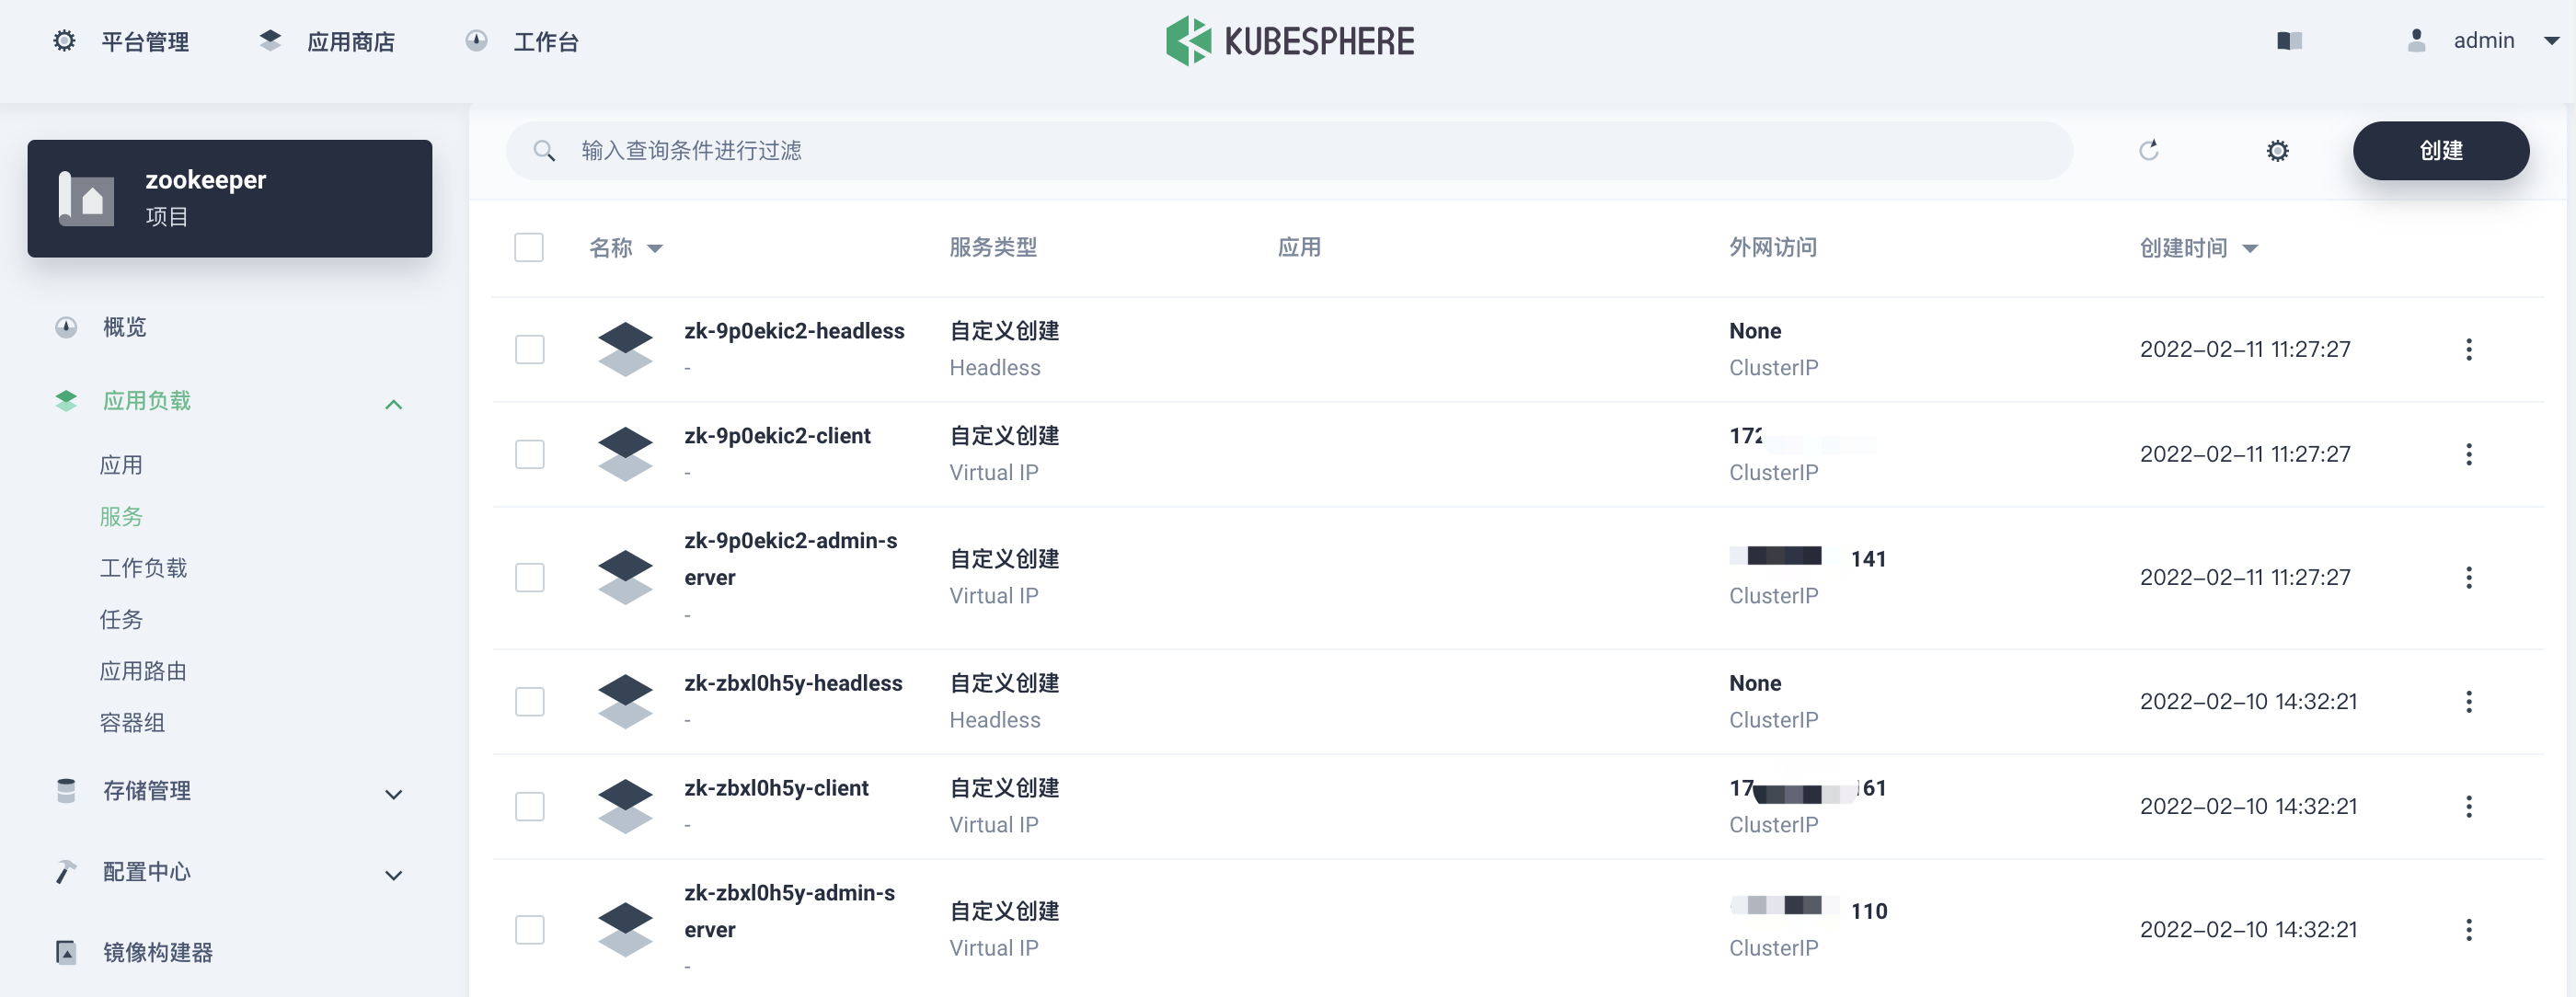 平台管理
应用商店
工作台
KUBESPHERE
admin
zookeeper
项目
概览
应用负载
应用
服务
工作负载
任务
应用路由
容器组
存储管理
配置中心
镜像构建器
输入查询条件进行过滤
创建
名称
服务类型
应用
外网访问
创建时间
zk-9p0ekic2-headless
-
自定义创建
Headless
None
ClusterIP
2022-02-11 11:27:27
zk-9p0ekic2-client
-
自定义创建
Virtual IP
172
ClusterIP
2022-02-11 11:27:27
zk-9p0ekic2-admin-s
erver
-
自定义创建
Virtual IP
141
ClusterIP
2022-02-11 11:27:27
zk-zbxl0h5y-headless
-
自定义创建
Headless
None
ClusterIP
2022-02-10 14:32:21
zk-zbxl0h5y-client
-
自定义创建
Virtual IP
17 61
ClusterIP
2022-02-10 14:32:21
zk-zbxl0h5y-admin-s
erver
-
自定义创建
Virtual IP
110
ClusterIP
2022-02-10 14:32:21